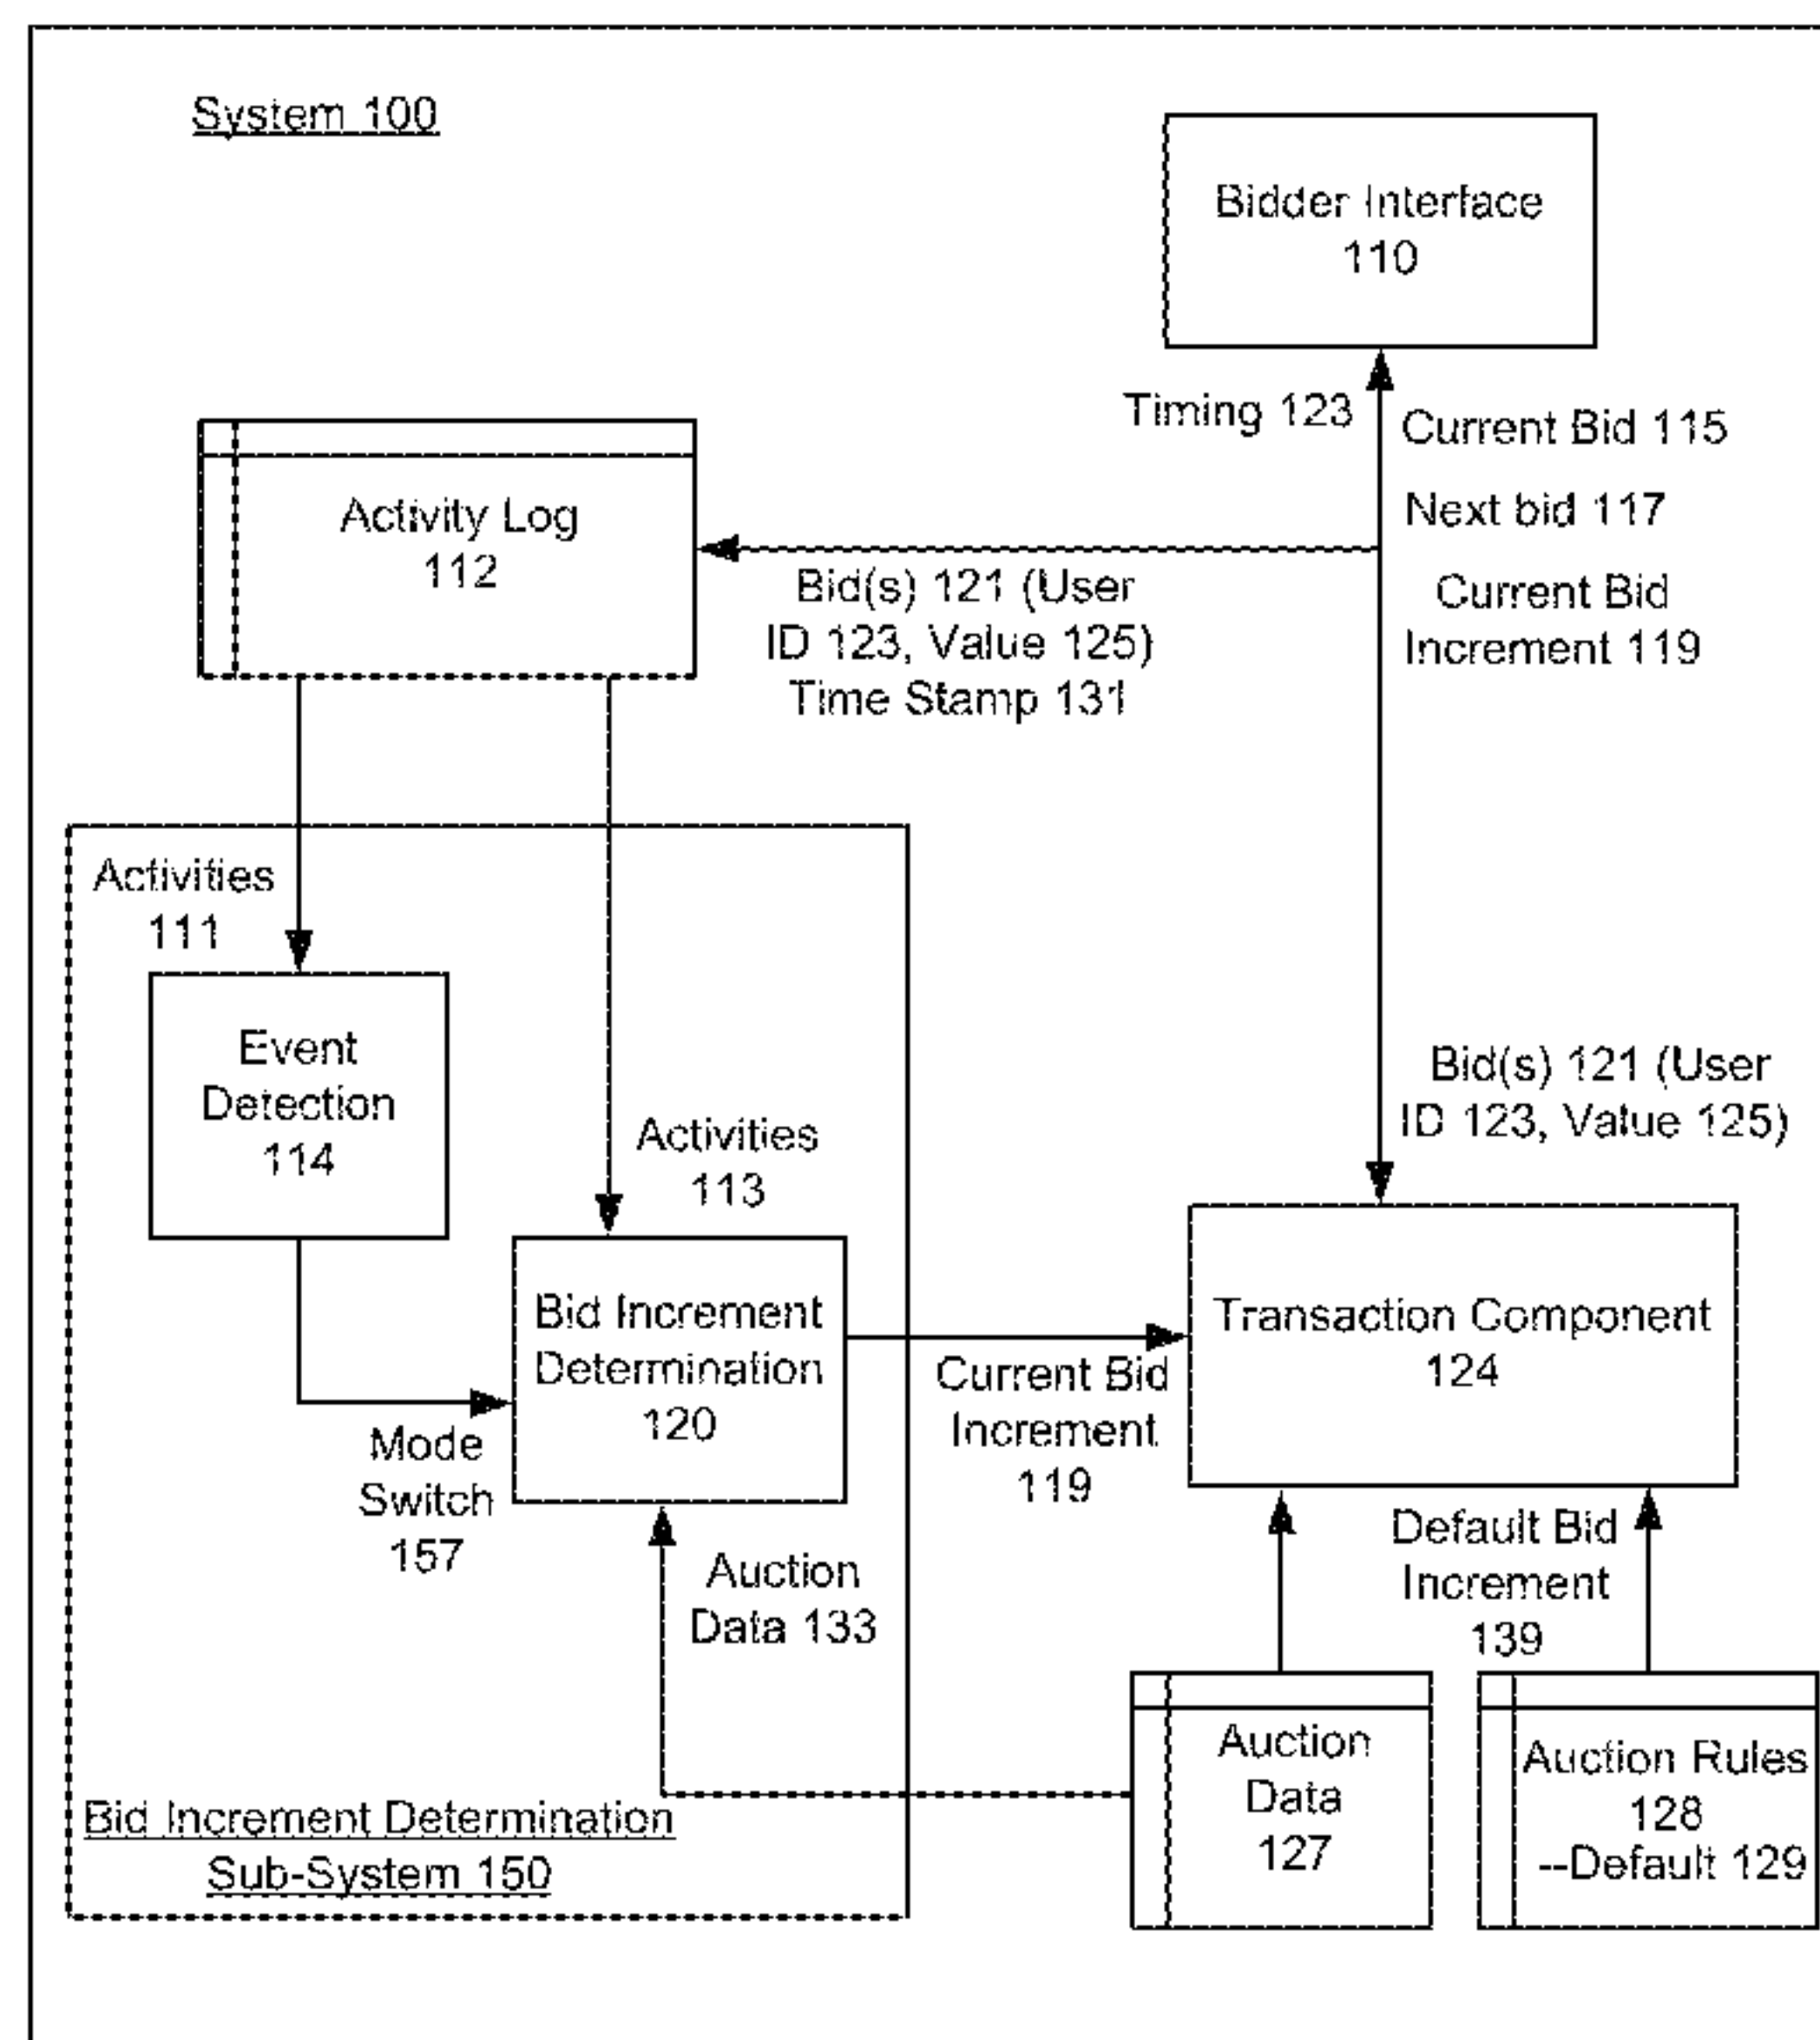 System 100
Bidder Interface
110
Timing 123
Current Bid 115
Next bid 117
Current Bid
Increment 119
Activity Log
112
Bid(s) 121 (User
ID 123, Value 125)
Time Stamp 131
Activities
111
Event
Detection
114
Activities
113
Bid(s) 121 (User
ID 123, Value 125)
Bid Increment
Determination
120
Transaction Component
124
Current Bid
Increment
119
Mode
Switch
157
Auction
Data 133
Default Bid
Increment
139
Auction
Data
127
Auction Rules
128
--Default 129
Bid Increment Determination
Sub-System 150